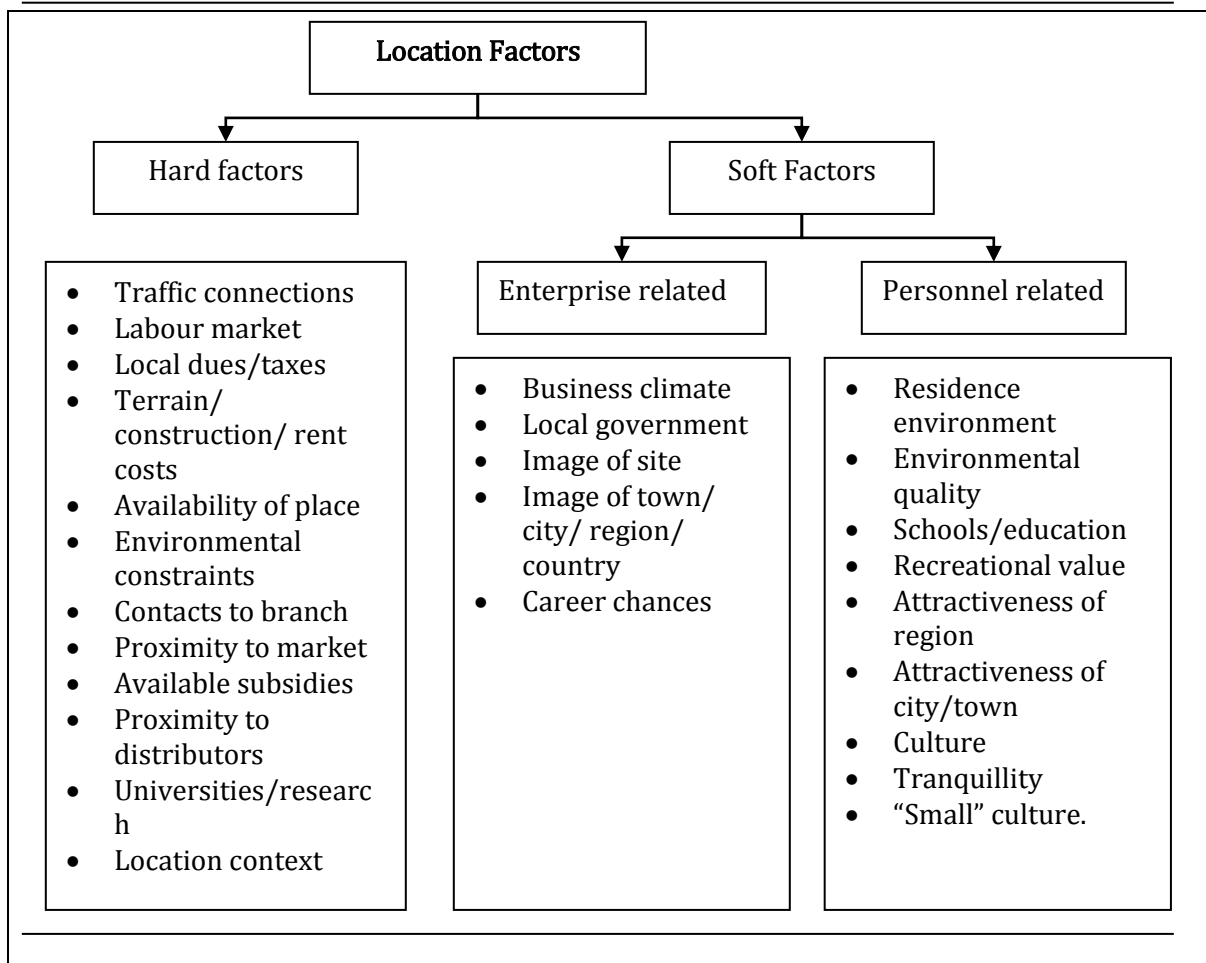 Location Factors
Hard factors
Soft Factors
• Traffic connections
• Labour market
• Local dues/taxes
• Terrain/
construction/ rent
costs
• Availability of place
• Environmental
constraints
• Contacts to branch
• Proximity to market
• Available subsidies
• Proximity to
distributors
• Universities/researc
h
• Location context
Enterprise related
• Business climate
• Local government
• Image of site
• Image of town/
city/ region/
country
• Career chances
Personnel related
• Residence
environment
• Environmental
quality
• Schools/education
• Recreational value
• Attractiveness of
region
• Attractiveness of
city/town
• Culture
• Tranquillity
• “Small” culture.